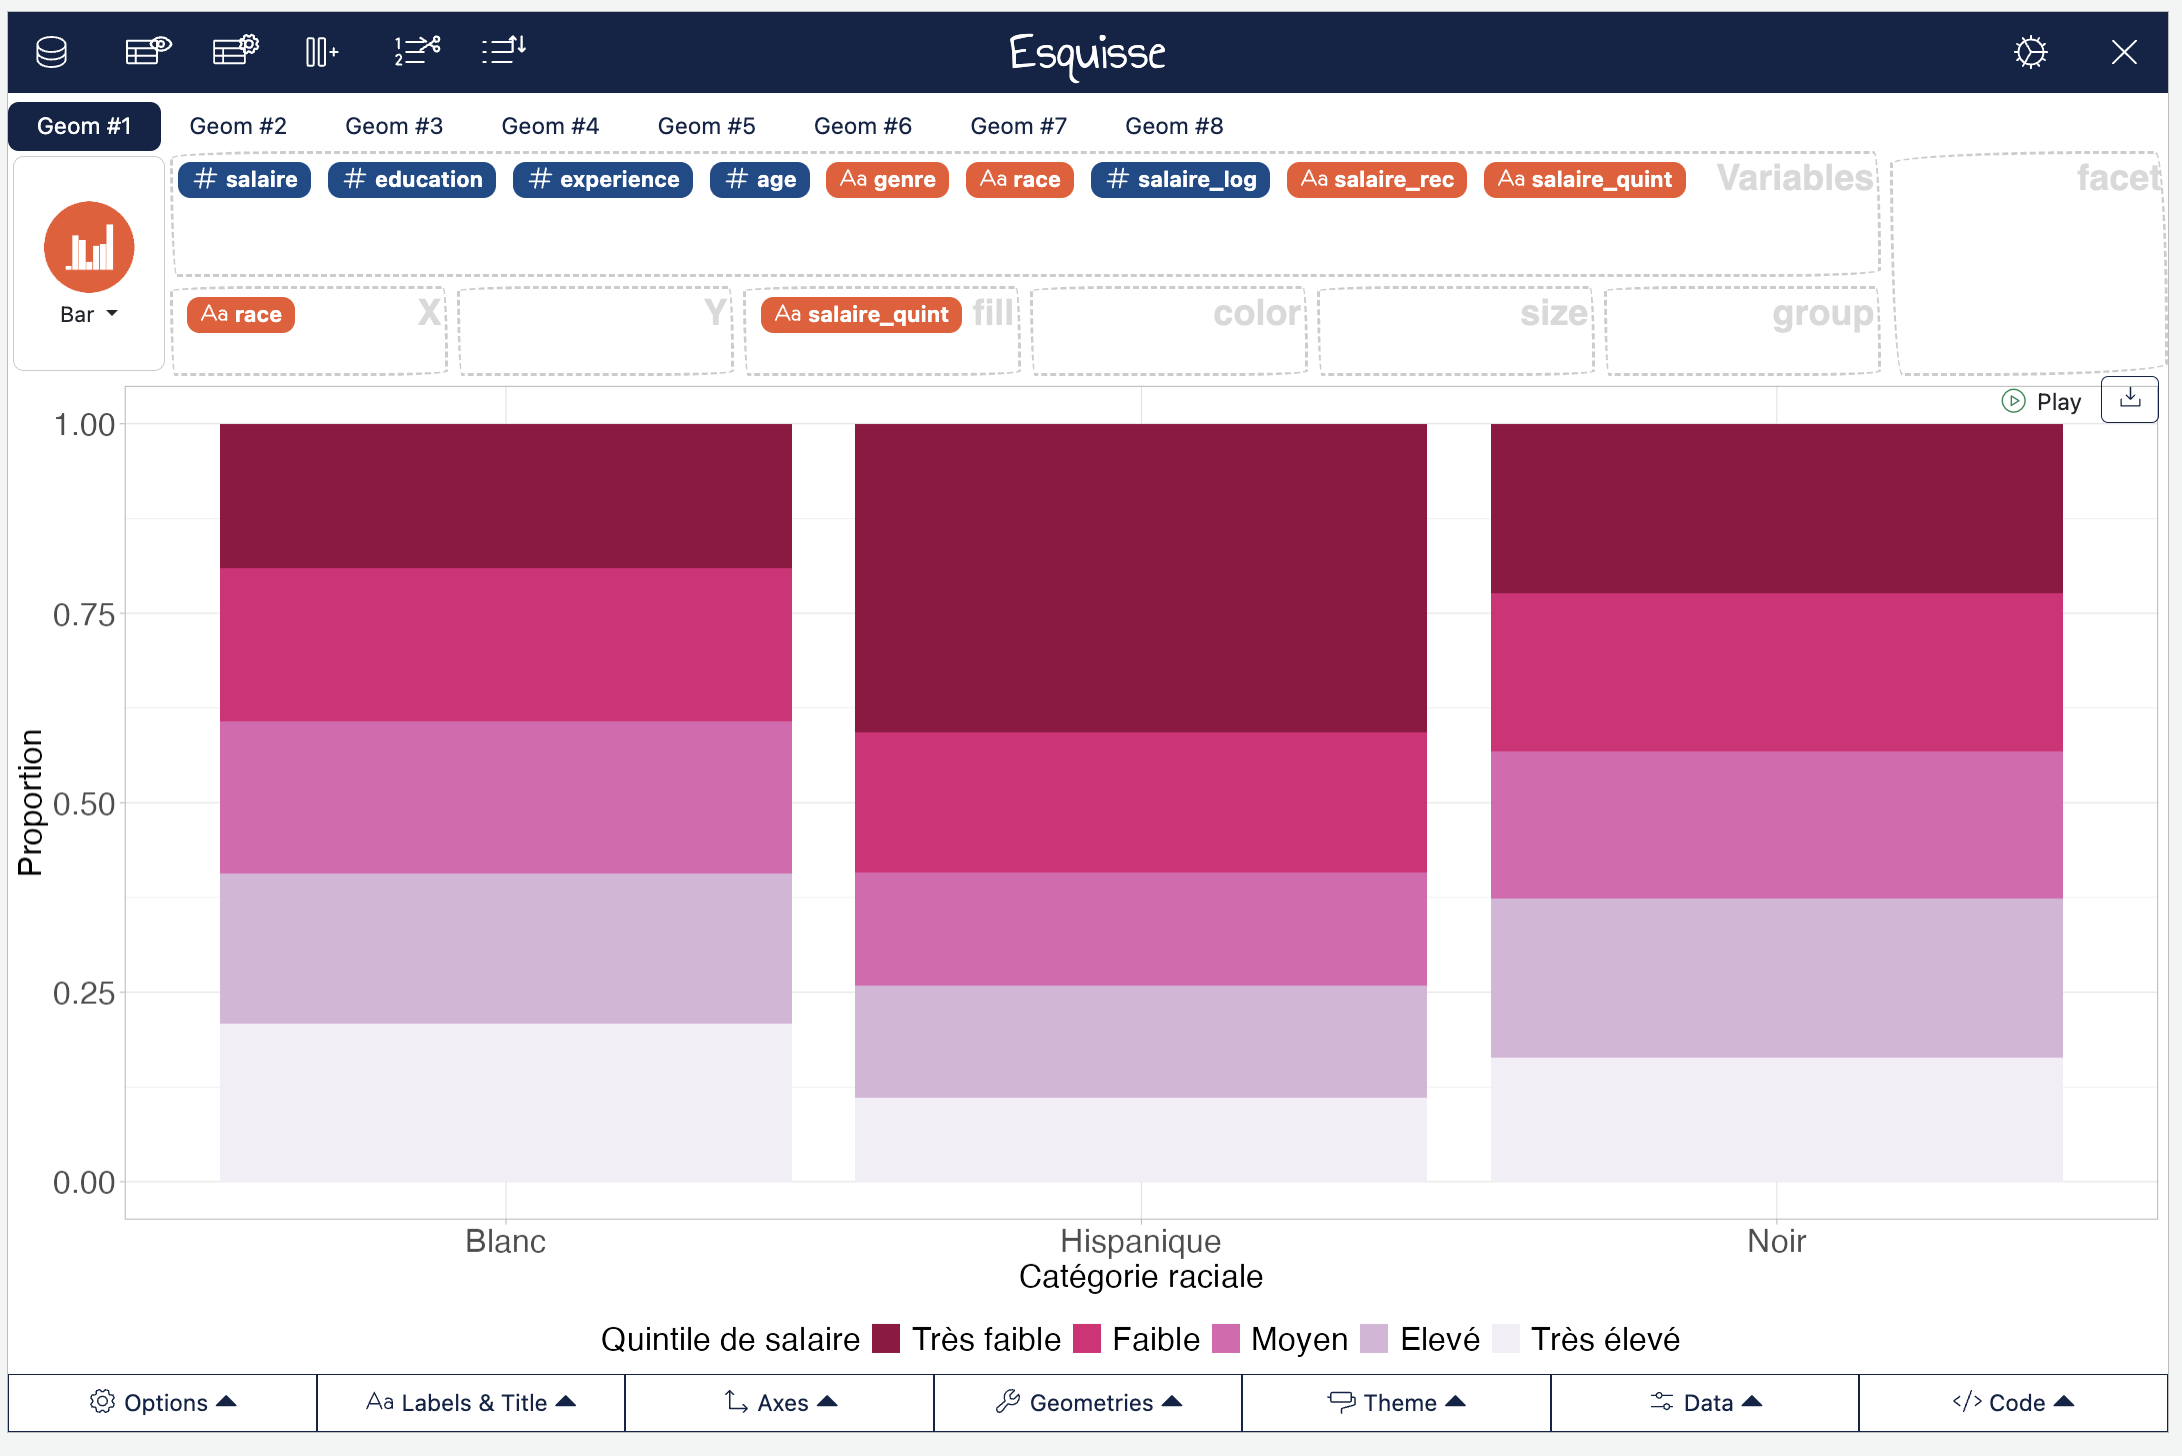 Esquisse
Geom #1 Geom #2 Geom #3 Geom #4 Geom #5 Geom #6 Geom #7 Geom #8
# salaire # education # experience # age Aa genre Aa race # salaire_log Aa salaire_rec Aa salaire_quint Variables facet
Bar
Aa race X Y Aa salaire_quint fill color size group
Play
1.00
0.75
0.50
0.25
0.00
Proportion
Blanc Hispanique Noir
Catégorie raciale
Quintile de salaire Très faible Faible Moyen Elevé Très élevé
Options Aa Labels & Title Axes Geometries Theme Data </> Code